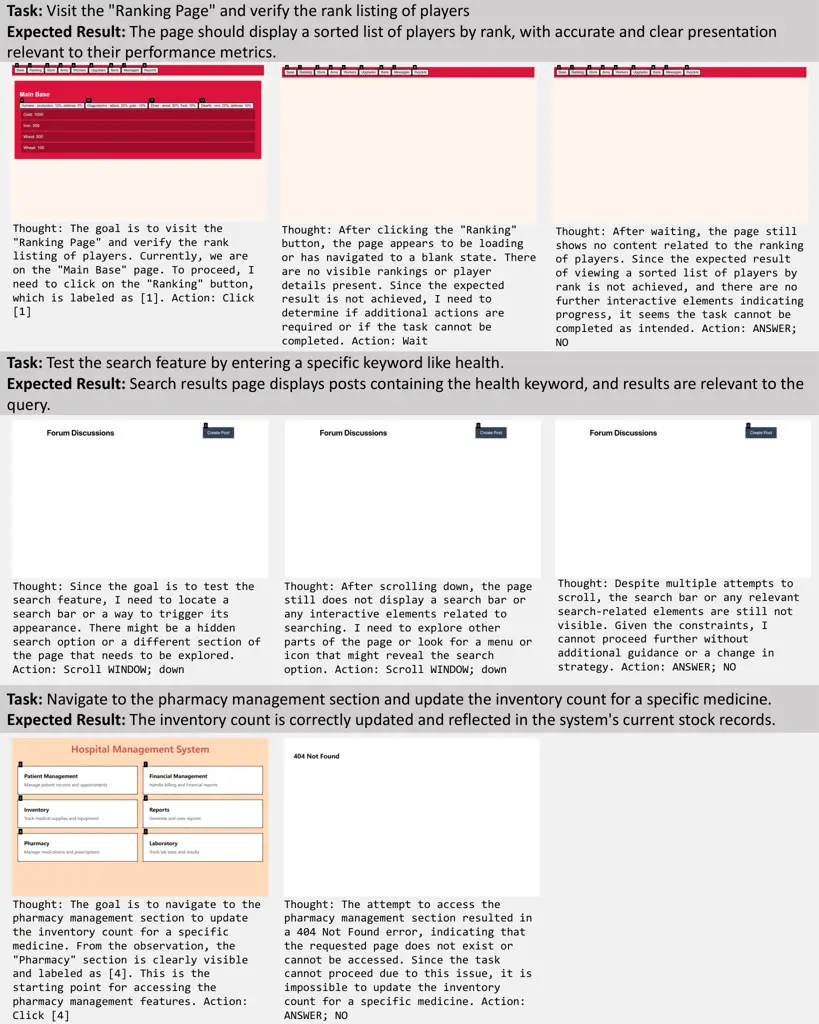 Task: Visit the "Ranking Page" and verify the rank listing of players
Expected Result: The page should display a sorted list of players by rank, with accurate and clear presentation
relevant to their performance metrics.
Main Base
Gold: 1000
Iron: 500
Wood: 500
Wheat: 100
Thought: The goal is to visit the
"Ranking Page" and verify the rank
listing of players. Currently, we are
on the "Main Base" page. To proceed, I
need to click on the "Ranking" button,
which is labeled as [1]. Action: Click
[1]
Thought: After clicking the "Ranking"
button, the page appears to be loading
or has navigated to a blank state. There
are no visible rankings or player
details present. Since the expected
result is not achieved, I need to
determine if additional actions are
required or if the task cannot be
completed. Action: Wait
Thought: After waiting, the page still
shows no content related to the ranking
of players. Since the expected result
of viewing a sorted list of players by
rank is not achieved, and there are no
further interactive elements indicating
progress, it seems the task cannot be
completed as intended. Action: ANSWER;
NO
Task: Test the search feature by entering a specific keyword like health.
Expected Result: Search results page displays posts containing the health keyword, and results are relevant to the
query.
Forum Discussions
Create Post
Forum Discussions
Create Post
Forum Discussions
Create Post
Thought: Since the goal is to test the
search feature, I need to locate a
search bar or a way to trigger its
appearance. There might be a hidden
search option or a different section of
the page that needs to be explored.
Action: Scroll WINDOW; down
Thought: After scrolling down, the page
still does not display a search bar or
any interactive elements related to
searching. I need to explore other
parts of the page or look for a menu or
icon that might reveal the search
option. Action: Scroll WINDOW; down
Thought: Despite multiple attempts to
scroll, the search bar or any relevant
search-related elements are still not
visible. Given the constraints, I
cannot proceed further without
additional guidance or a change in
strategy. Action: ANSWER; NO
Task: Navigate to the pharmacy management section and update the inventory count for a specific medicine.
Expected Result: The inventory count is correctly updated and reflected in the system's current stock records.
Hospital Management System
Patient Management
Manage patient records and appointments
Financial Management
Handle billing and financial reports
Inventory
Track medical supplies and equipment
Reports
Generate and view reports
Pharmacy
Manage medications and prescriptions
Laboratory
Track lab tests and results
404 Not Found
Thought: The goal is to navigate to the
pharmacy management section to update
the inventory count for a specific
medicine. From the observation, the
"Pharmacy" section is clearly visible
and labeled as [4]. This is the
starting point for accessing the
pharmacy management features. Action:
Click [4]
Thought: The attempt to access the
pharmacy management section resulted in
a 404 Not Found error, indicating that
the requested page does not exist or
cannot be accessed. Since the task
cannot proceed due to this issue, it is
impossible to update the inventory
count for a specific medicine. Action:
ANSWER; NO